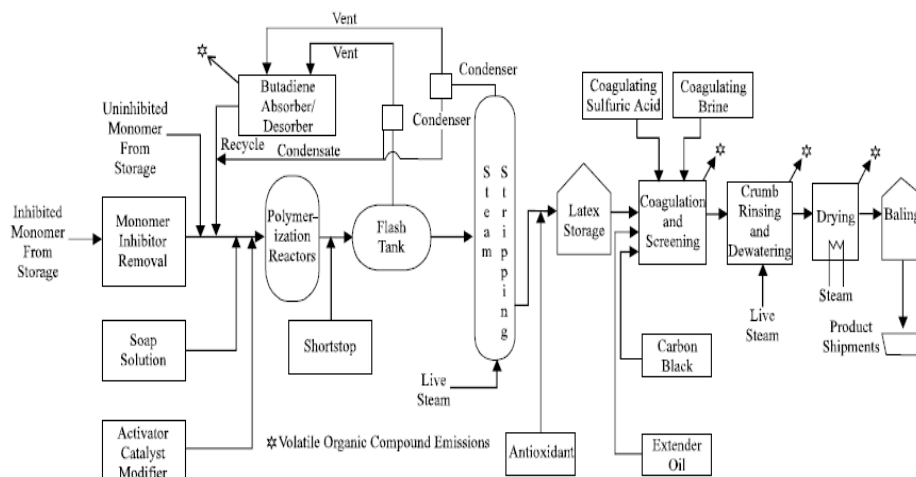 Vent
Vent
Condenser
Butadiene
Absorber/
Desorber
Condenser
Coagulating
Sulfuric Acid
Coagulating
Brine
Uninhibited
Monomer
From
Storage
Recycle
Condensate
Inhibited
Monomer
From
Storage
Monomer
Inhibitor
Removal
Polymer-
ization
Reactors
Flash
Tank
Steam
Stripping
Latex
Storage
Coagulation
and
Screening
Crumb
Rinsing
and
Dewatering
Drying
Baling
Steam
Live
Steam
Product
Shipments
Soap
Solution
Shortstop
Live
Steam
Carbon
Black
Activator
Catalyst
Modifier
Volatile Organic Compound Emissions
Antioxidant
Extender
Oil